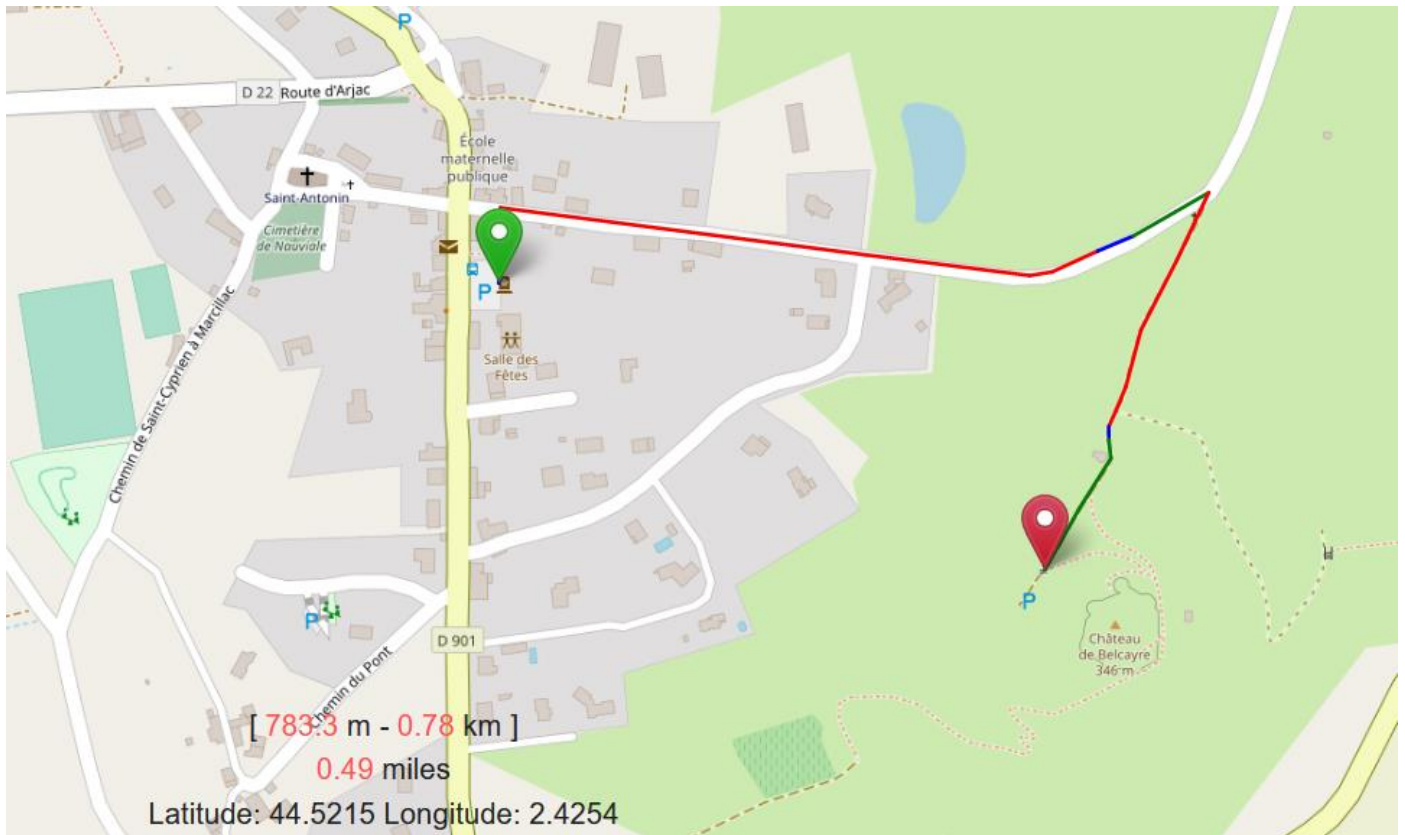 P
D 22 Route d'Arjac
École
maternelle
publique
Saint-Antonin
Cimetière
de Nauviale
P
Salle des
Fêtes
Chemin de Saint-Cyprien à Marcillac
P
P
Château
de Belcayre
346 m
D 901
Chemin du Pont
[ 783.3 m - 0.78 km ]
0.49 miles
Latitude: 44.5215 Longitude: 2.4254